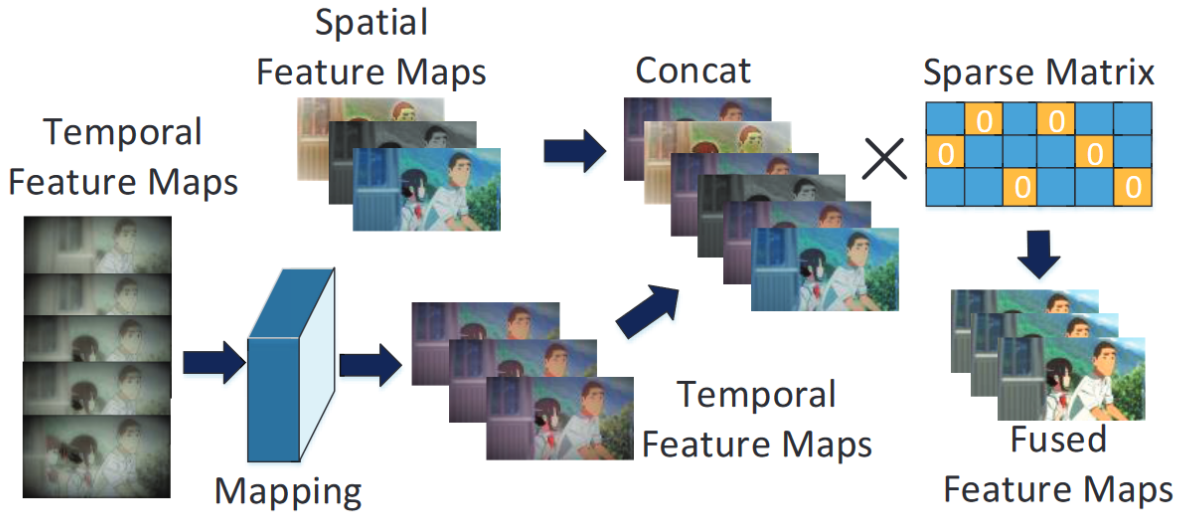 Spatial
Feature Maps
Concat
Sparse Matrix
Temporal
Feature Maps
0 0
0 0
0 0
Mapping
Temporal
Feature Maps
Fused
Feature Maps